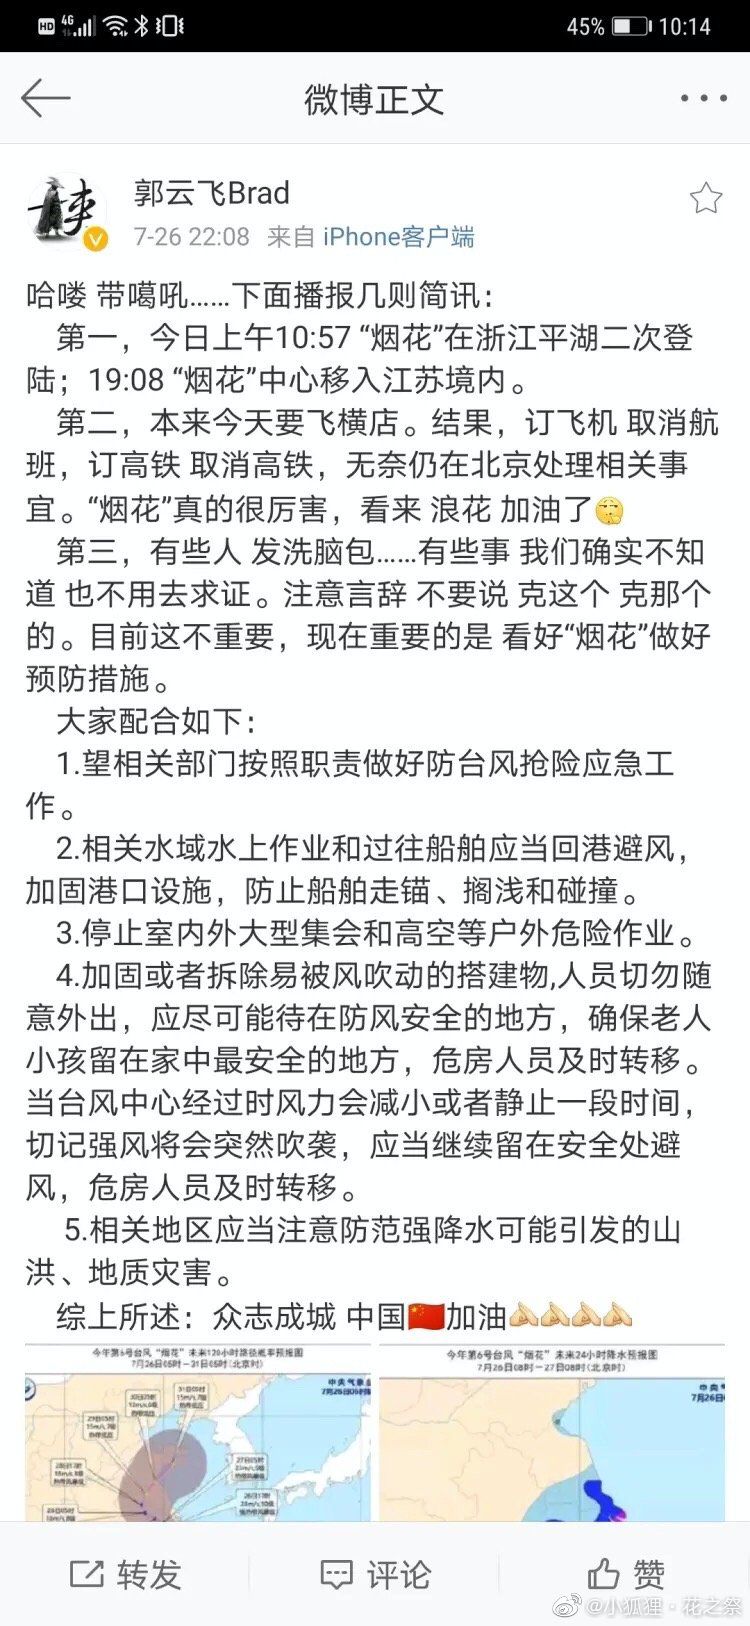 HD 4G 45% 10:14
微博正文
郭云飞Brad
7-26 22:08 来自 iPhone客户端
哈喽 带噶吼……下面播报几则简讯：
第一，今日上午10:57 “烟花”在浙江平湖二次登
陆；19:08 “烟花”中心移入江苏境内。
第二，本来今天要飞横店。结果，订飞机 取消航
班，订高铁 取消高铁，无奈仍在北京处理相关事
宜。“烟花”真的很厉害，看来 浪花 加油了
第三，有些人 发洗脑包……有些事 我们确实不知
道 也不用去求证。注意言辞 不要说 克这个 克那个
的。目前这不重要，现在重要的是 看好“烟花”做好
预防措施。
大家配合如下：
1.望相关部门按照职责做好防台风抢险应急工
作。
2.相关水域水上作业和过往船舶应当回港避风，
加固港口设施，防止船舶走锚、搁浅和碰撞。
3.停止室内外大型集会和高空等户外危险作业。
4.加固或者拆除易被风吹动的搭建物,人员切勿随
意外出，应尽可能待在防风安全的地方，确保老人
小孩留在家中最安全的地方，危房人员及时转移。
当台风中心经过时风力会减小或者静止一段时间，
切记强风将会突然吹袭，应当继续留在安全处避
风，危房人员及时转移。
5.相关地区应当注意防范强降水可能引发的山
洪、地质灾害。
综上所述：众志成城 中国🇨🇳加油
今年第6号台风“烟花”未来120小时路径概率预报图
7月26日05时－31日05时(北京时)
中央气象
今年第6号台风“烟花”未来24小时降水预报图
7月26日08时－27日08时(北京时)
转发 评论 赞
@小狐狸·花之祭